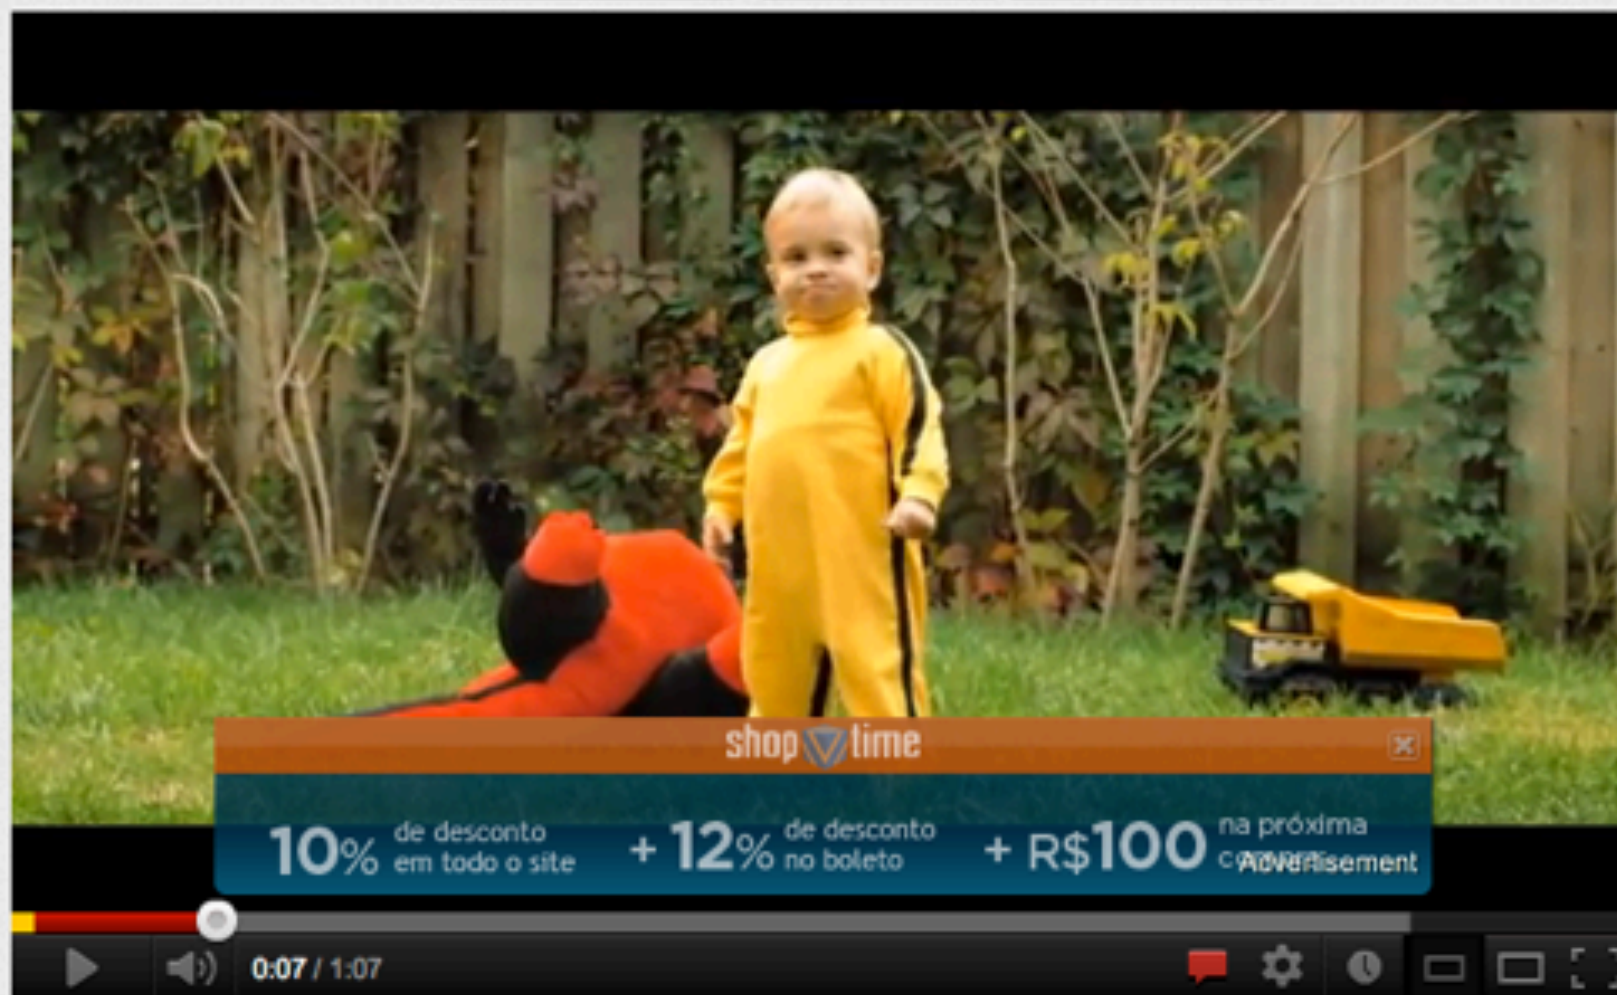 shop time
10% de desconto
em todo o site
+ 12% de desconto
no boleto
+ R$100 na próxima
Advertisement
0:07 / 1:07